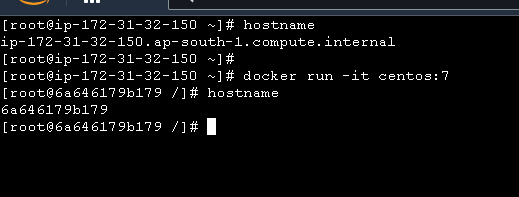 [root@ip-172-31-32-150 ~]# hostname
ip-172-31-32-150.ap-south-1.compute.internal
[root@ip-172-31-32-150 ~]#
[root@ip-172-31-32-150 ~]# docker run -it centos:7
[root@6a646179b179 /]# hostname
6a646179b179
[root@6a646179b179 /]#